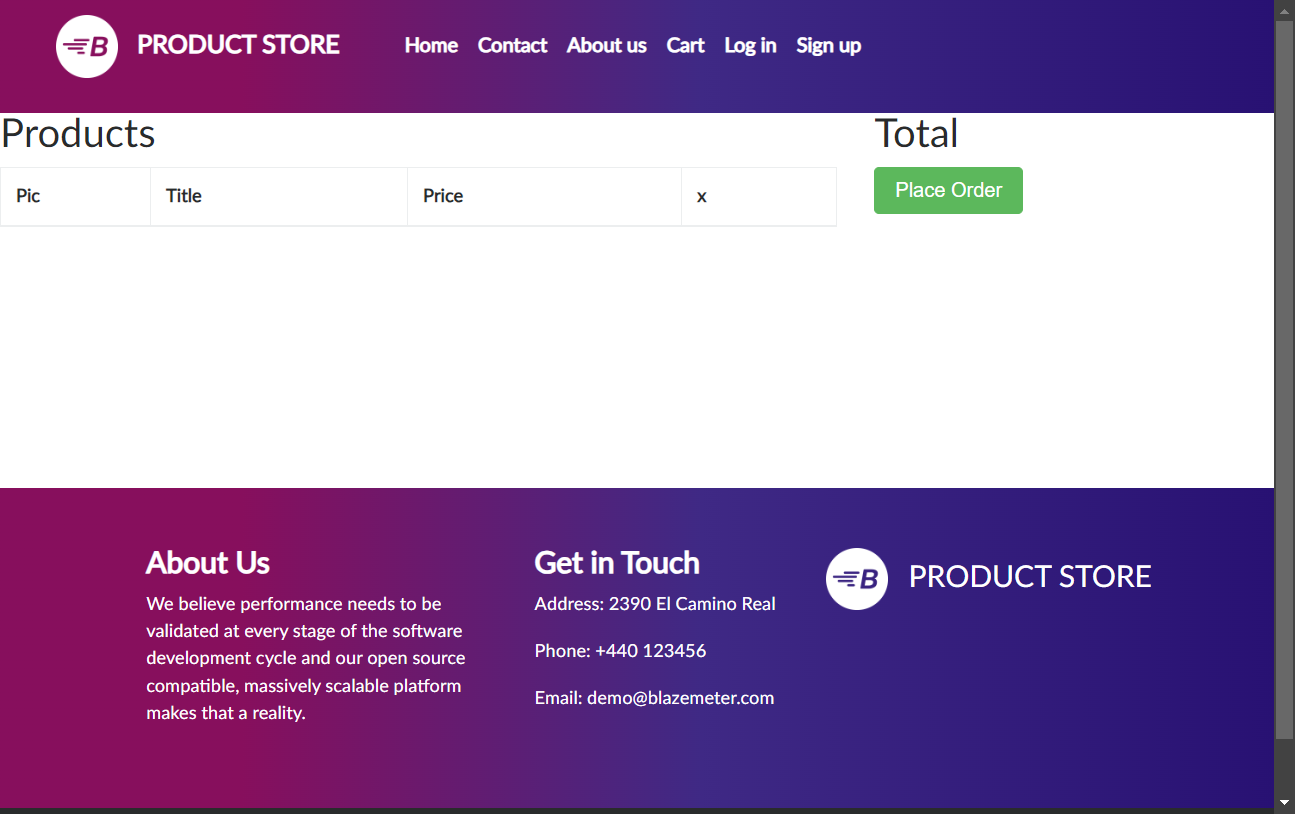 B PRODUCT STORE Home Contact About us Cart Log in Sign up
Products
Pic Title Price x
Total
Place Order
About Us
We believe performance needs to be
validated at every stage of the software
development cycle and our open source
compatible, massively scalable platform
makes that a reality.
Get in Touch
Address: 2390 El Camino Real
Phone: +440 123456
Email: demo@blazemeter.com
B PRODUCT STORE